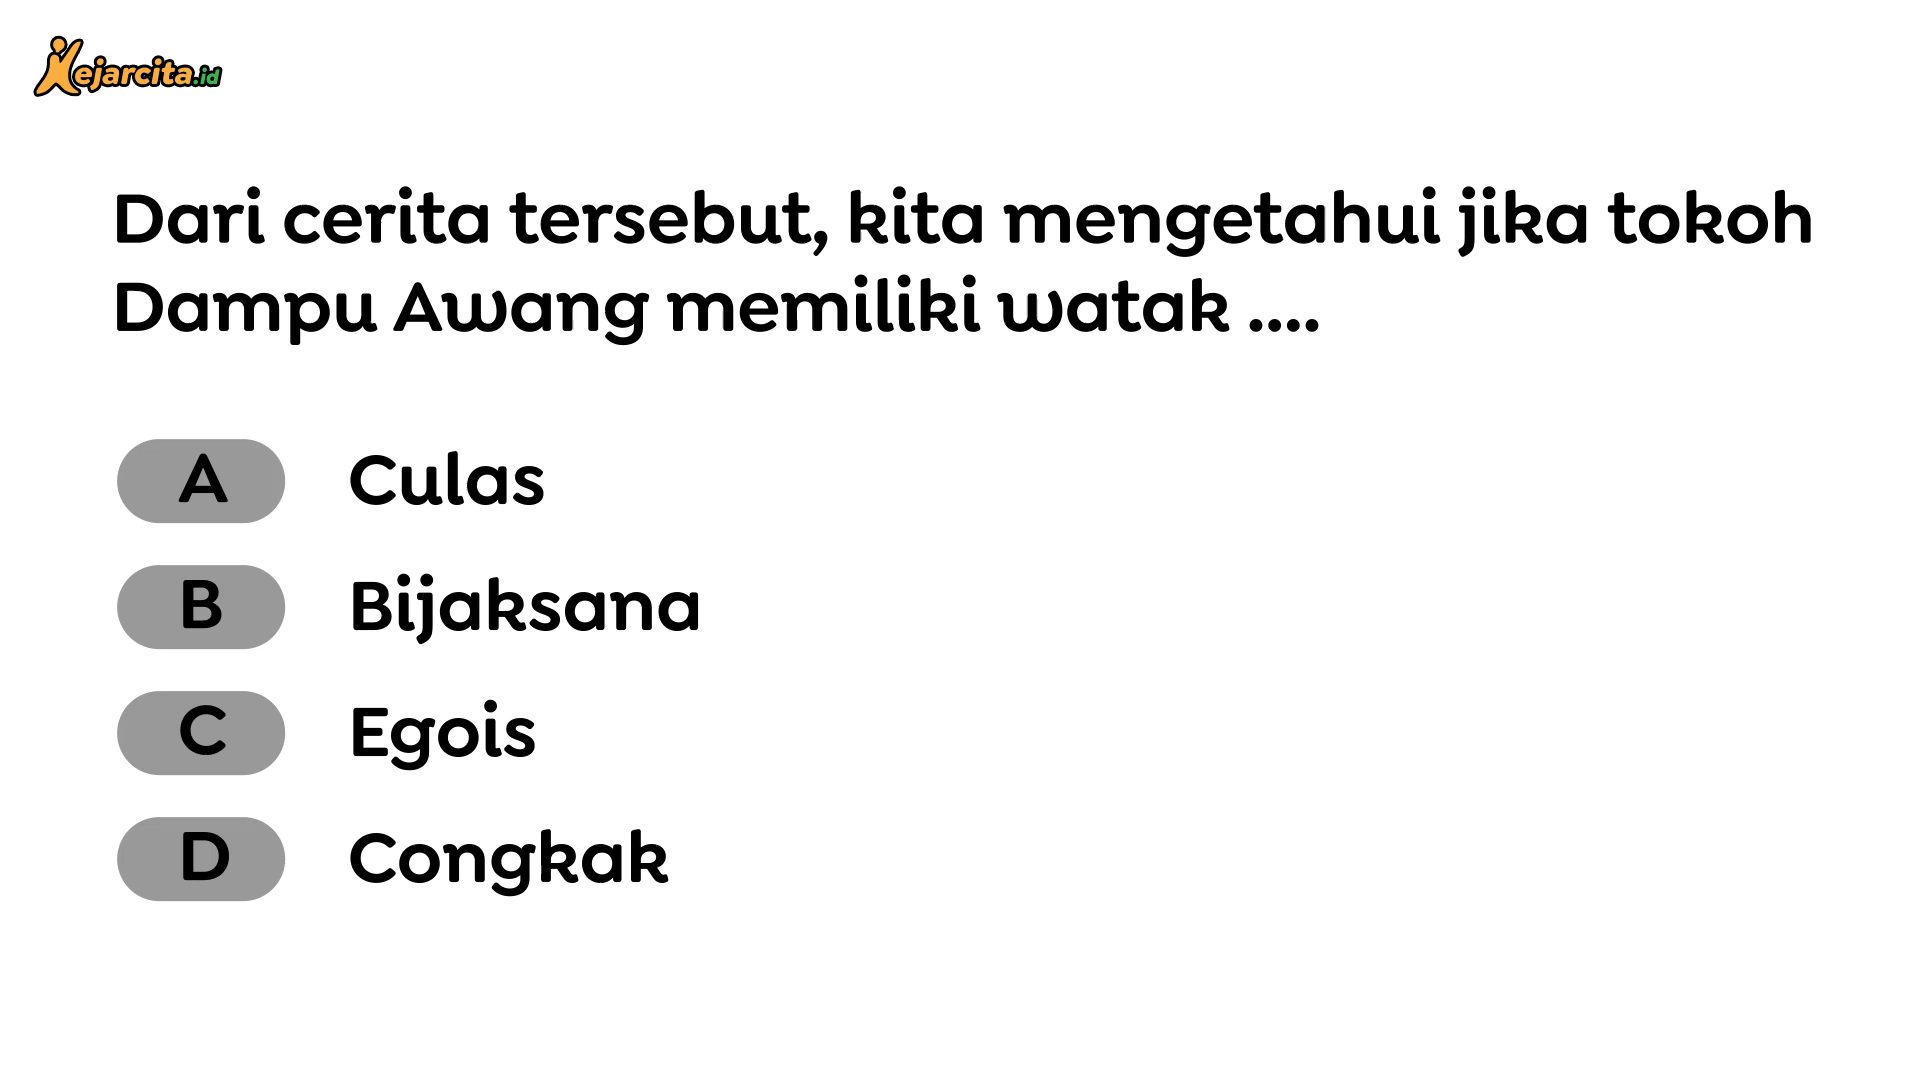 Kejarcita.id
Dari cerita tersebut, kita mengetahui jika tokoh
Dampu Awang memiliki watak ....
A Culas
B Bijaksana
C Egois
D Congkak